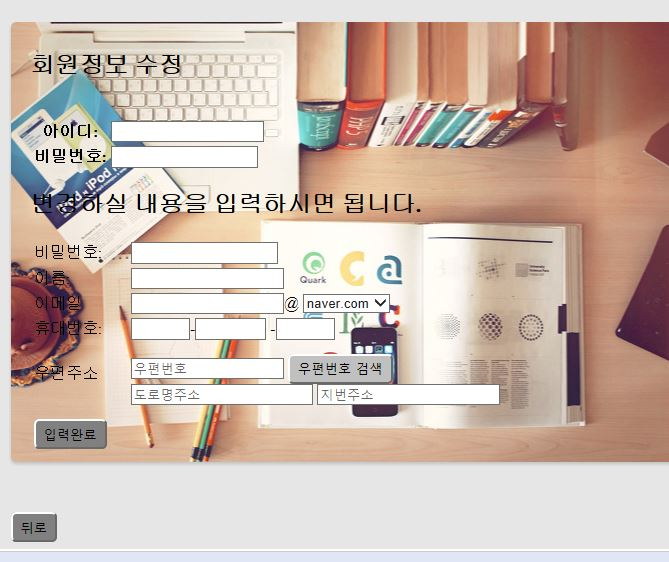 회원정보 수정
아이디:
비밀번호:
변경하실 내용을 입력하시면 됩니다.
비밀번호:
이름:
이메일:
@ naver.com
휴대번호: - -
우편주소 우편번호 우편번호 검색
도로명주소 지번주소
입력완료
뒤로
Quark